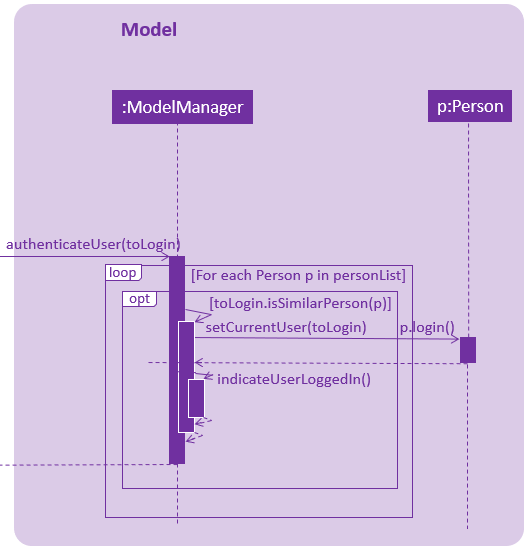 Model
:ModelManager
p:Person
authenticateUser(toLogin)
loop
[For each Person p in personList]
opt
[toLogin.isSimilarPerson(p)]
setCurrentUser(toLogin)
p.login()
indicateUserLoggedIn()